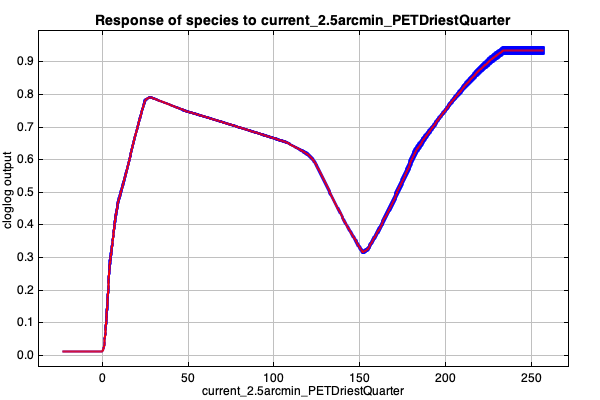 Response of species to current_2.5arcmin_PETDriestQuarter
cloglog output
0.9
0.8
0.7
0.6
0.5
0.4
0.3
0.2
0.1
0.0
0 50 100 150 200 250
current_2.5arcmin_PETDriestQuarter